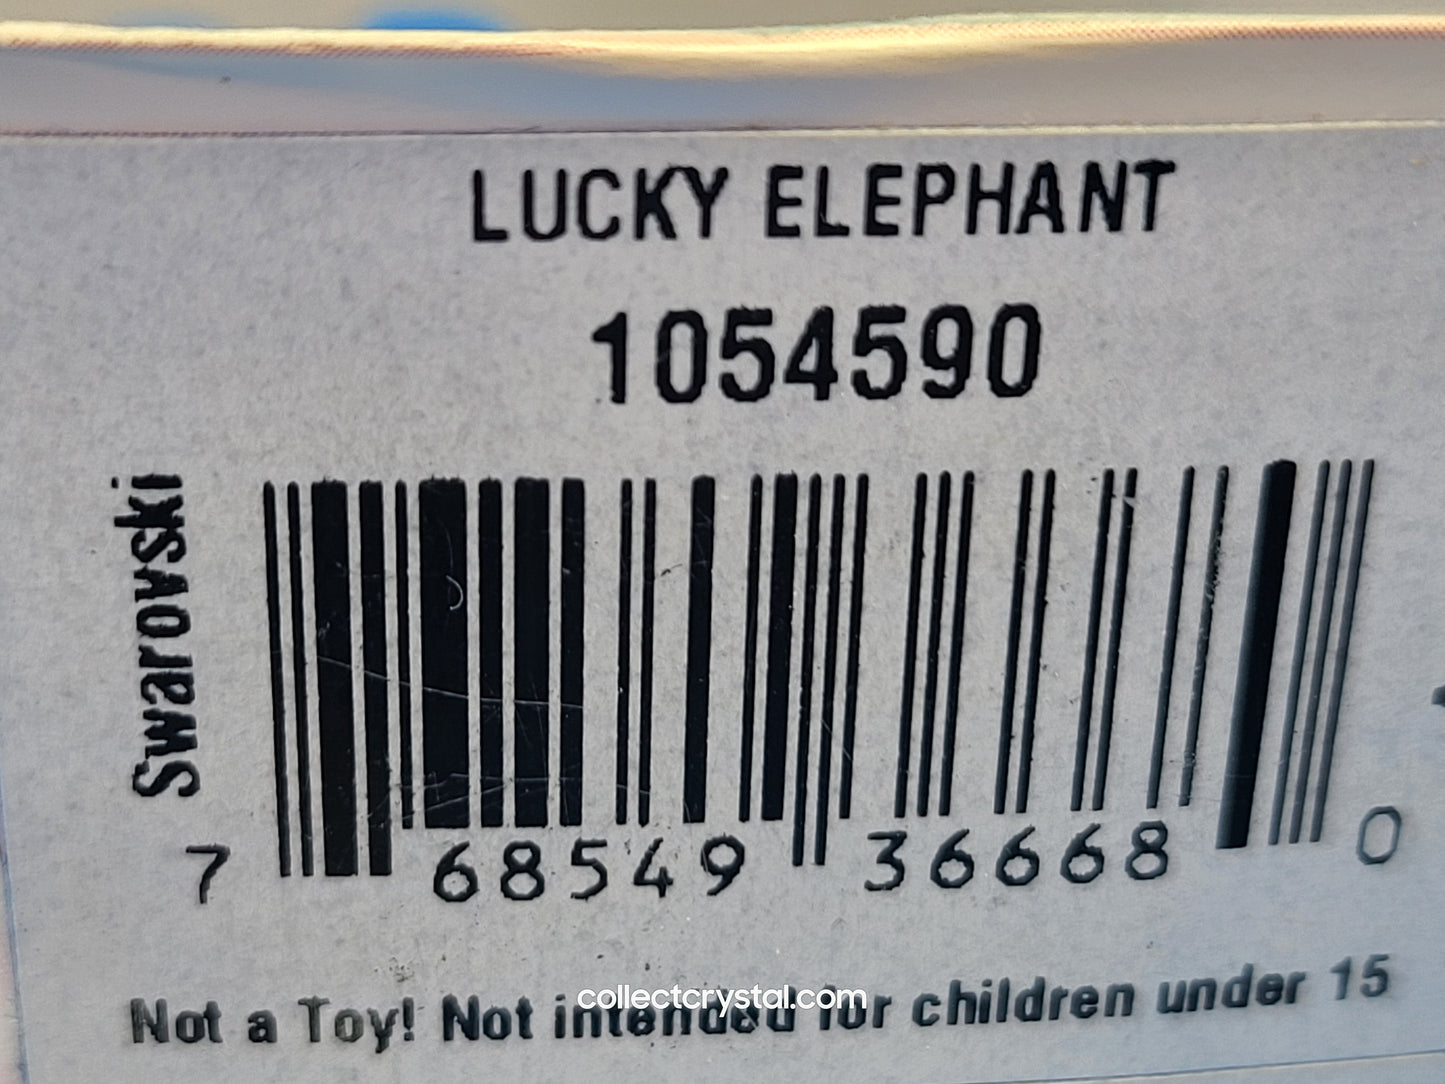 LUCKY ELEPHANT
1054590
Swarovski
7 68549 36668 0
Not a Toy! Not intended for children under 15
collectcrystal.com